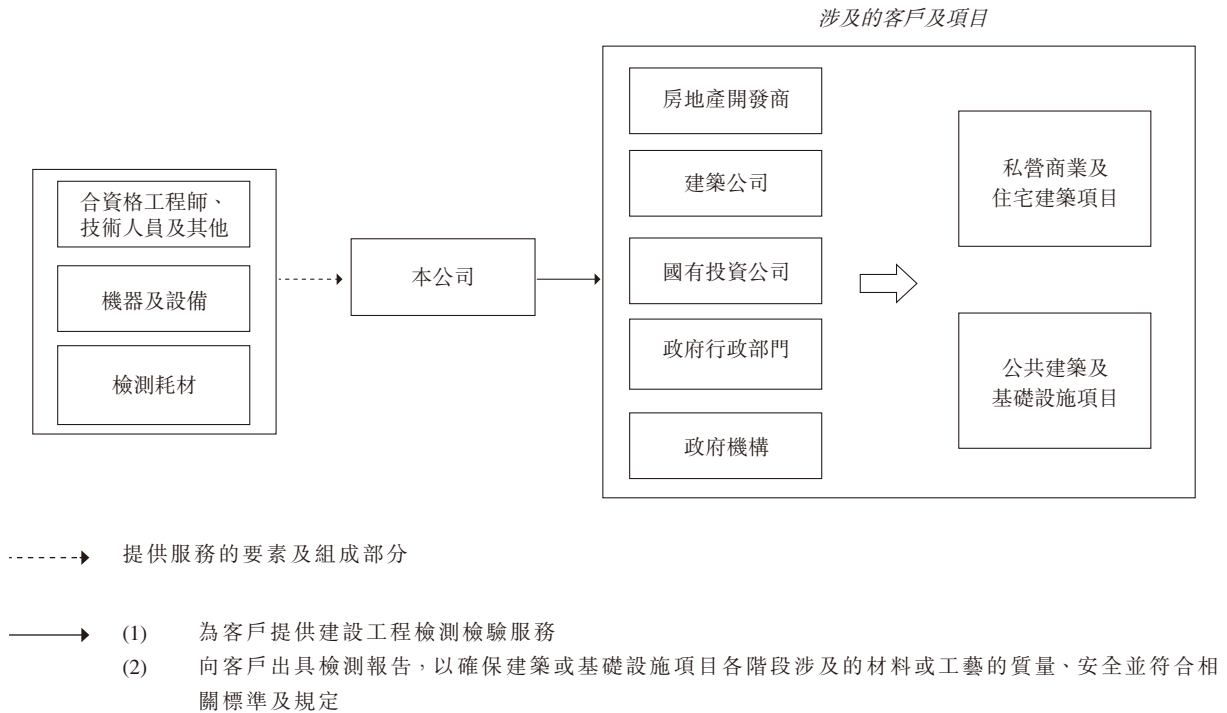 涉及的客戶及項目
合資格工程師、
技術人員及其他
機器及設備
檢測耗材
本公司
房地產開發商
建築公司
國有投資公司
政府行政部門
政府機構
私營商業及
住宅建築項目
公共建築及
基礎設施項目
提供服務的要素及組成部分
(1) 為客戶提供建設工程檢測檢驗服務
(2) 向客戶出具檢測報告，以確保建築或基礎設施項目各階段涉及的材料或工藝的質量、安全並符合相
關標準及規定